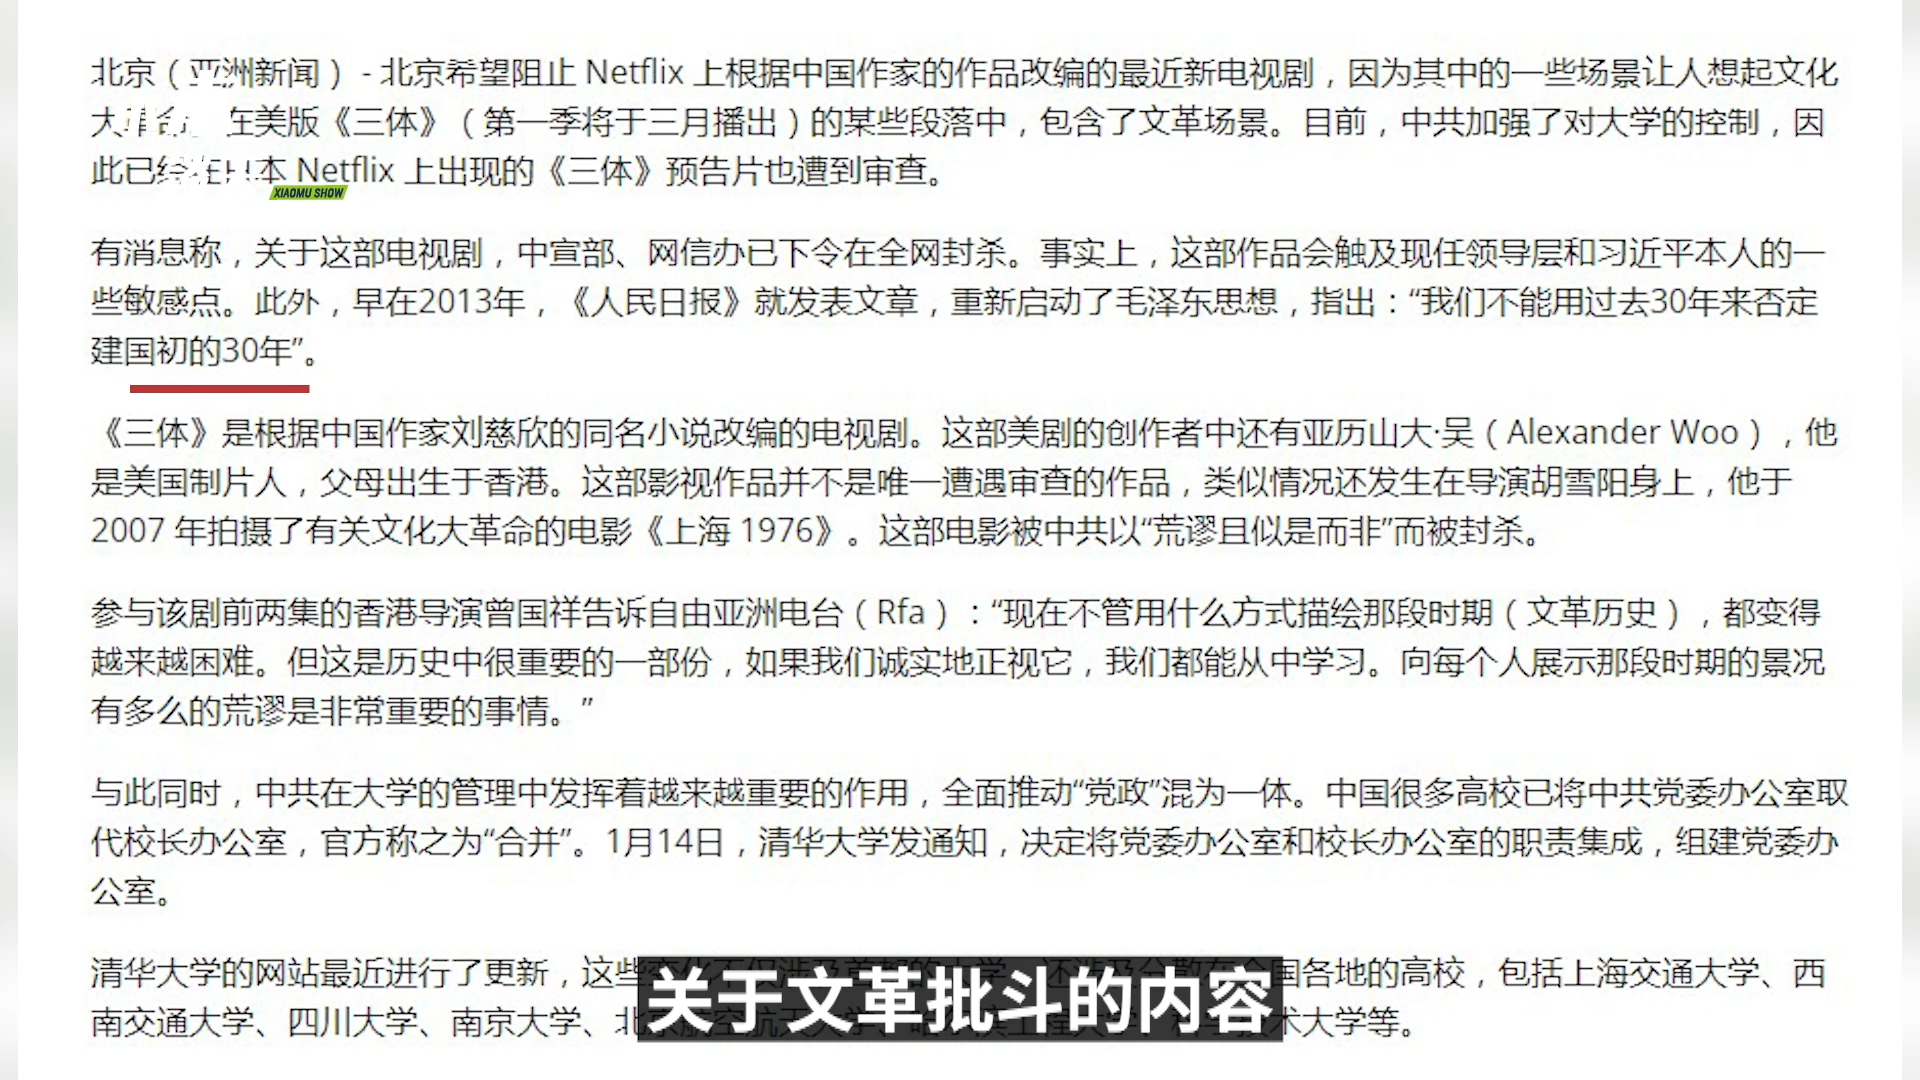 北京（亚洲新闻） - 北京希望阻止 Netflix 上根据中国作家的作品改编的最近新电视剧，因为其中的一些场景让人想起文化
大 在美版《三体》（第一季将于三月播出）的某些段落中，包含了文革场景。目前，中共加强了对大学的控制，因
此已经在日本 Netflix 上出现的《三体》预告片也遭到审查。
XIAOMU SHOW
有消息称，关于这部电视剧，中宣部、网信办已下令在全网封杀。事实上，这部作品会触及现任领导层和习近平本人的一
些敏感点。此外，早在2013年，《人民日报》就发表文章，重新启动了毛泽东思想，指出：“我们不能用过去30年来否定
建国初的30年”。
《三体》是根据中国作家刘慈欣的同名小说改编的电视剧。这部美剧的创作者中还有亚历山大·吴（Alexander Woo），他
是美国制片人，父母出生于香港。这部影视作品并不是唯一遭遇审查的作品，类似情况还发生在导演胡雪阳身上，他于
2007 年拍摄了有关文化大革命的电影《上海 1976》。这部电影被中共以“荒谬且似是而非”而被封杀。
参与该剧前两集的香港导演曾国祥告诉自由亚洲电台（Rfa）：“现在不管用什么方式描绘那段时期（文革历史），都变得
越来越困难。但这是历史中很重要的一部份，如果我们诚实地正视它，我们都能从中学习。向每个人展示那段时期的景况
有多么的荒谬是非常重要的事情。”
与此同时，中共在大学的管理中发挥着越来越重要的作用，全面推动“党政”混为一体。中国很多高校已将中共党委办公室取
代校长办公室，官方称之为“合并”。1月14日，清华大学发通知，决定将党委办公室和校长办公室的职责集成，组建党委办
公室。
清华大学的网站最近进行了更新，这些 国各地的高校，包括上海交通大学、西
南交通大学、四川大学、南京大学、北 术大学等。
关于文革批斗的内容